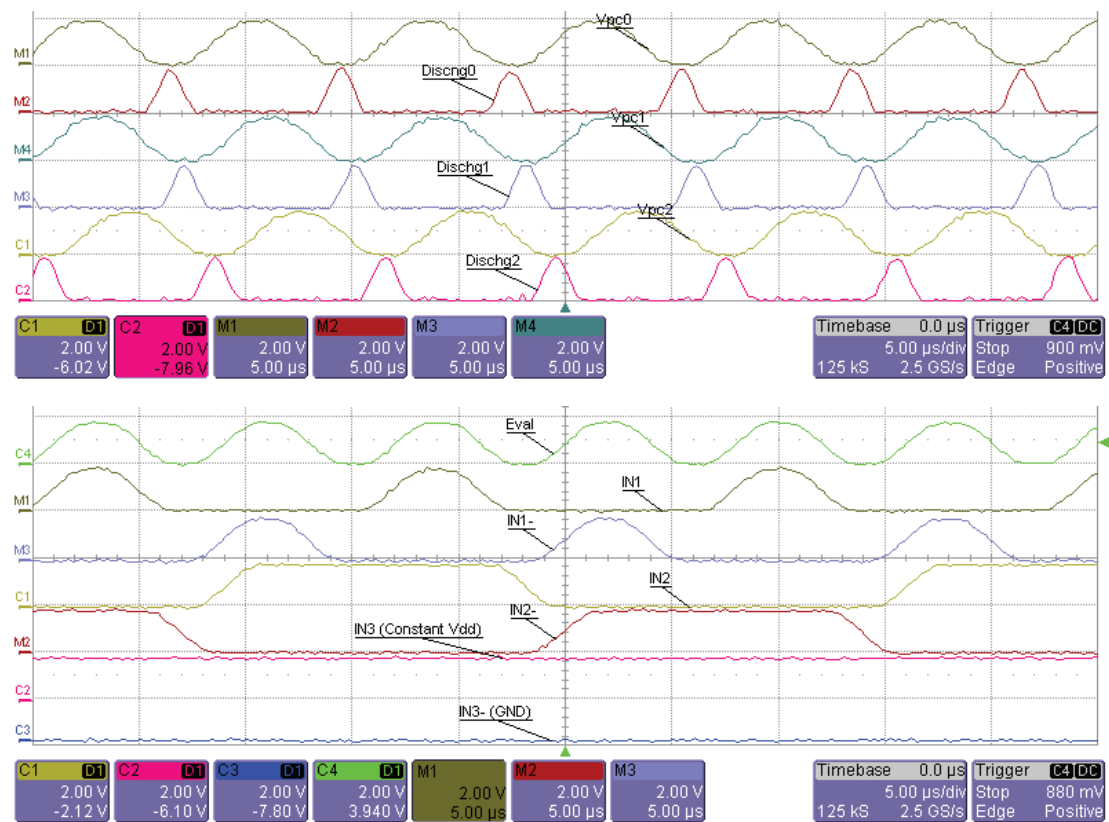 Vpc0
M1
Discng0
M2
Vpc1
M4
Dischg1
M3
Vpc2
C1
Dischg2
C2
C1 D1 C2 D1 M1 M2 M3 M4 Timebase 0.0 µs Trigger C4 DC
2.00 V 2.00 V 2.00 V 2.00 V 2.00 V 2.00 V 5.00 µs/div Stop 900 mV
-6.02 V -7.96 V 5.00 µs 5.00 µs 5.00 µs 5.00 µs 125 kS 2.5 GS/s Edge Positive
Eval
C4
IN1
M1
IN1-
M3
IN2
C1
IN2-
IN3 (Constant Vdd)
M2
C2
IN3- (GND)
C3
C1 D1 C2 D1 C3 D1 C4 D1 M1 M2 M3 Timebase 0.0 µs Trigger C4 DC
2.00 V 2.00 V 2.00 V 2.00 V 2.00 V 2.00 V 2.00 V 5.00 µs/div Stop 880 mV
-2.12 V -6.10 V -7.80 V 3.940 V 5.00 µs 5.00 µs 5.00 µs 125 kS 2.5 GS/s Edge Positive